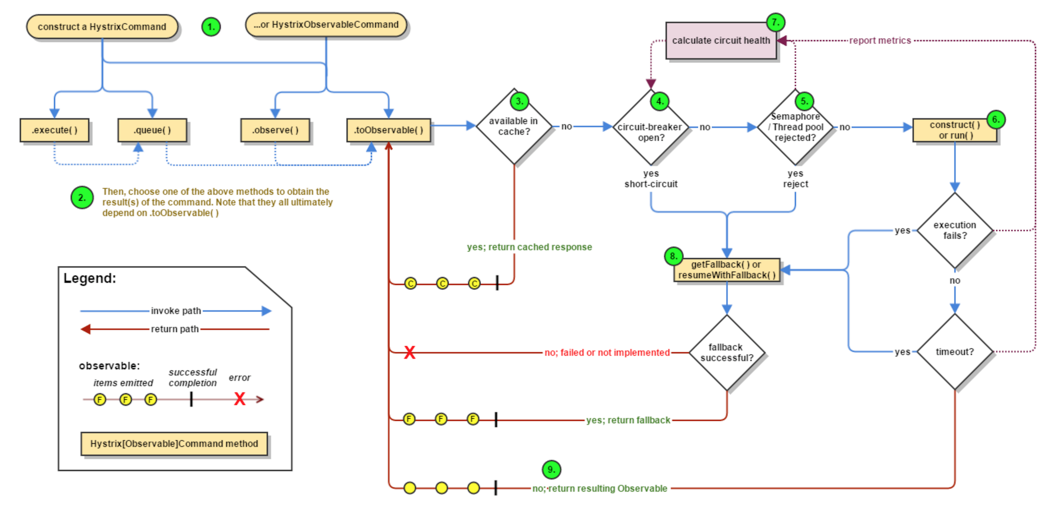 construct a HystrixCommand
1.
...or HystrixObservableCommand
7.
calculate circuit health
report metrics
3.
4.
5.
6.
.execute( )
.queue( )
.observe( )
.toObservable( )
available in
cache?
no
circuit-breaker
open?
no
Semaphore
/ Thread pool
rejected?
no
construct( )
or run( )
yes
short-circuit
yes
reject
2.
Then, choose one of the above methods to obtain the
result(s) of the command. Note that they all ultimately
depend on .toObservable( )
yes
execution
fails?
yes; return cached response
8.
getFallback( ) or
resumeWithFallback( )
no
C C C
Legend:
invoke path
return path
observable:
items emitted
successful
completion
error
F F F
Hystrix[Observable]Command method
X
no; failed or not implemented
fallback
successful?
yes
timeout?
F F F
yes; return fallback
9.
no; return resulting Observable